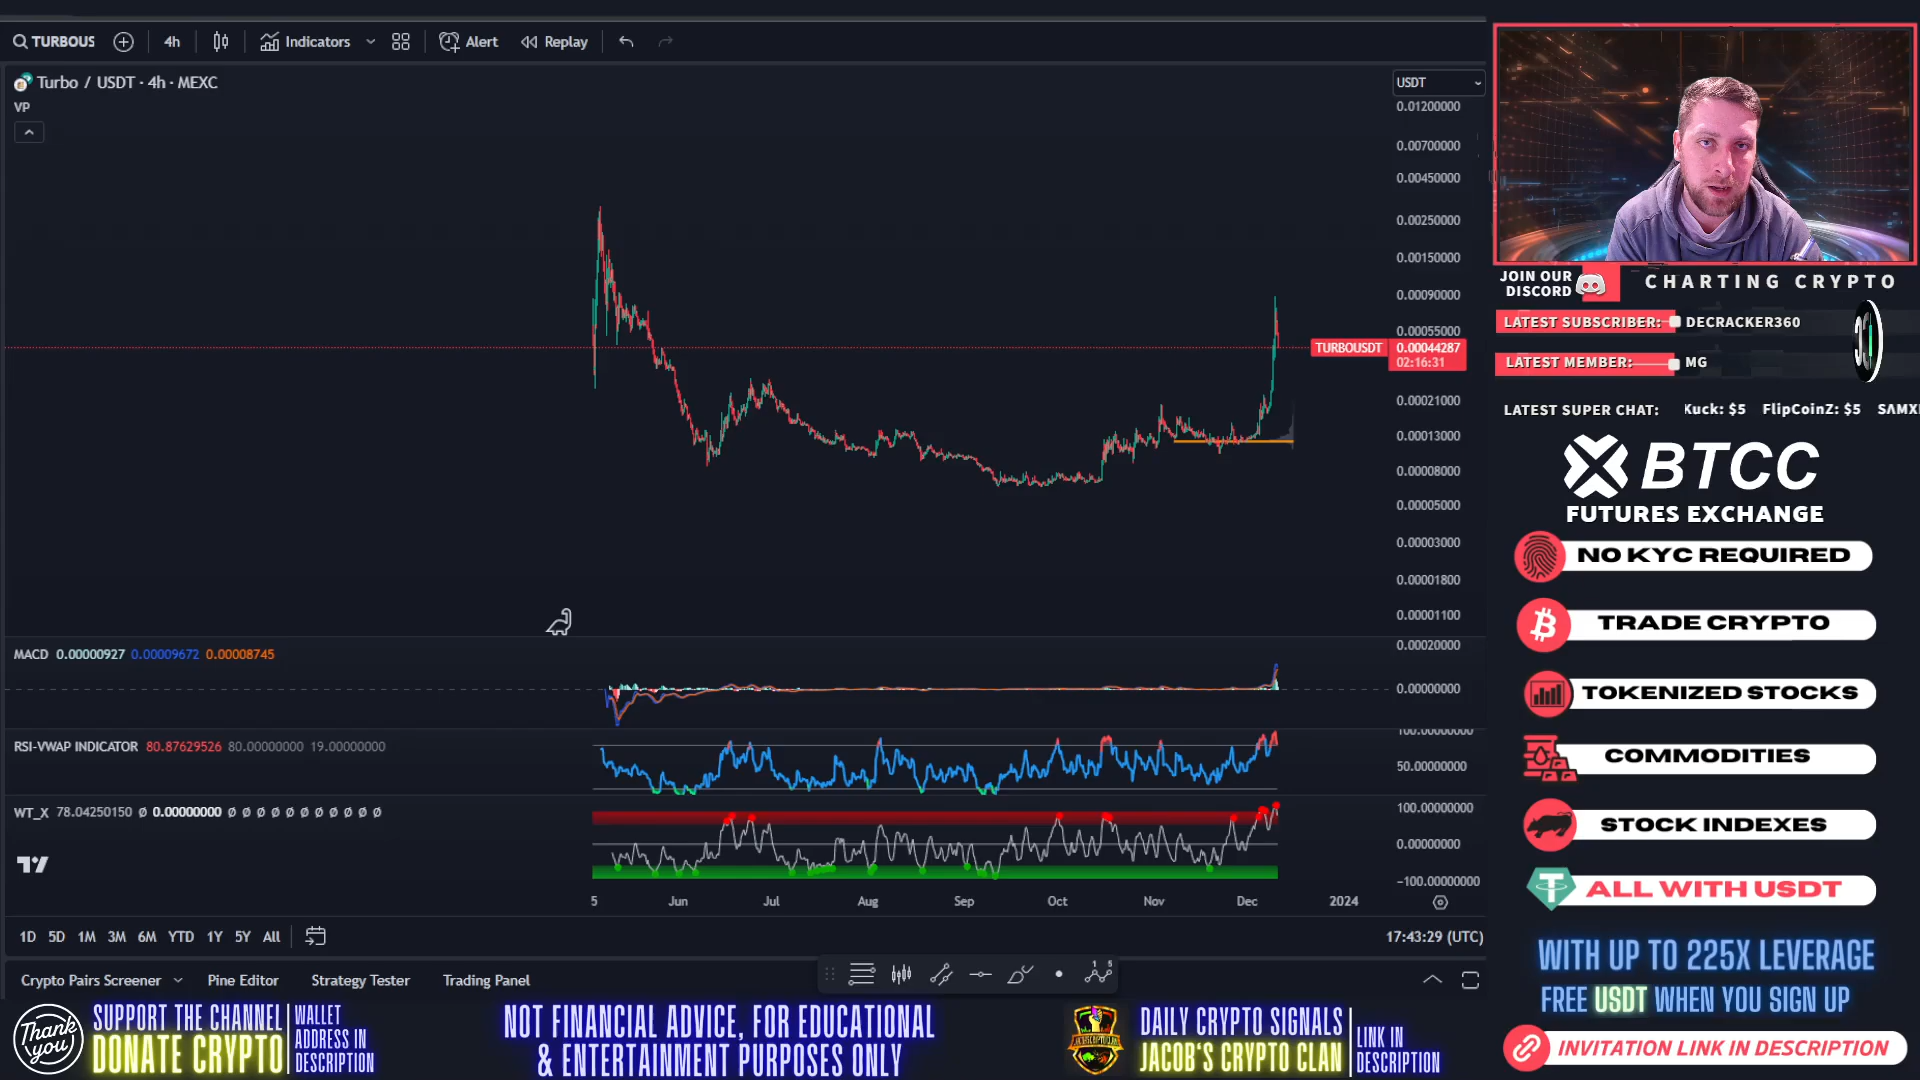 TURBOUS
4h
Indicators
Alert
Replay
Turbo / USDT · 4h · MEXC
VP
USDT
0.01200000
0.00700000
0.00450000
0.00250000
0.00150000
0.00090000
0.00055000
TURBOUSDT 0.00044287
02:16:31
0.00021000
0.00013000
0.00008000
0.00005000
0.00003000
0.00001800
0.00001100
MACD 0.00000927 0.00009672 0.00008745
0.00020000
0.00000000
RSI-VWAP INDICATOR 80.87629526 80.00000000 19.00000000
100.00000000
50.00000000
WT_X 78.04250150 Ø 0.00000000 Ø Ø Ø Ø Ø Ø Ø Ø Ø Ø Ø
100.00000000
0.00000000
−100.00000000
5 Jun Jul Aug Sep Oct Nov Dec 2024
1D 5D 1M 3M 6M YTD 1Y 5Y All
17:43:29 (UTC)
Crypto Pairs Screener
Pine Editor
Strategy Tester
Trading Panel
1 5
Thank you
SUPPORT THE CHANNEL
DONATE CRYPTO
WALLET
ADDRESS IN
DESCRIPTION
NOT FINANCIAL ADVICE, FOR EDUCATIONAL
& ENTERTAINMENT PURPOSES ONLY
DAILY CRYPTO SIGNALS
JACOB'S CRYPTO CLAN
LINK IN
DESCRIPTION
JOIN OUR
DISCORD
CHARTING CRYPTO
LATEST SUBSCRIBER: DECRACKER360
LATEST MEMBER: MG
LATEST SUPER CHAT: Kuck: $5 FlipCoinZ: $5 SAMX
BTCC
FUTURES EXCHANGE
NO KYC REQUIRED
TRADE CRYPTO
TOKENIZED STOCKS
COMMODITIES
STOCK INDEXES
ALL WITH USDT
WITH UP TO 225X LEVERAGE
FREE USDT WHEN YOU SIGN UP
INVITATION LINK IN DESCRIPTION